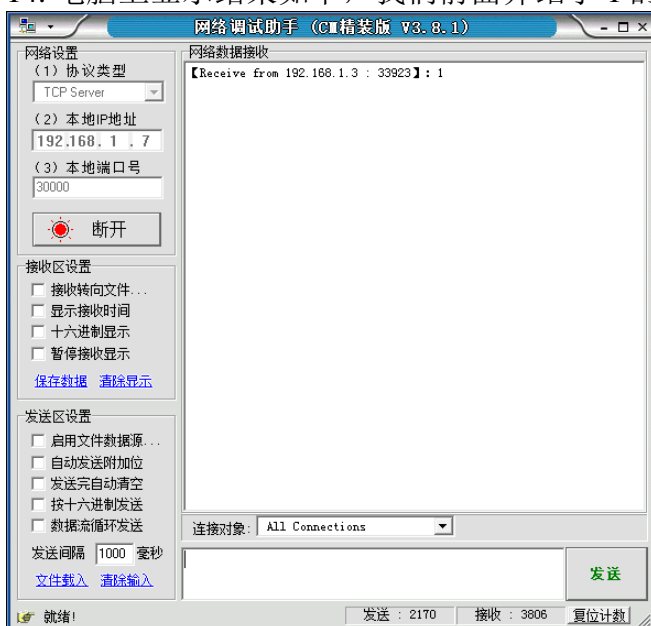 网络调试助手 (CⅢ精装版 V3.8.1)
网络设置
(1) 协议类型
TCP Server
(2) 本地IP地址
192.168. 1 . 7
(3) 本地端口号
30000
断开
接收区设置
接收转向文件...
显示接收时间
十六进制显示
暂停接收显示
保存数据 清除显示
发送区设置
启用文件数据源...
自动发送附加位
发送完自动清空
按十六进制发送
数据流循环发送
发送间隔 1000 毫秒
文件载入 清除输入
网络数据接收
【Receive from 192.168.1.3 : 33923】: 1
连接对象: All Connections
发送
就绪!
发送 : 2170
接收 : 3806
复位计数